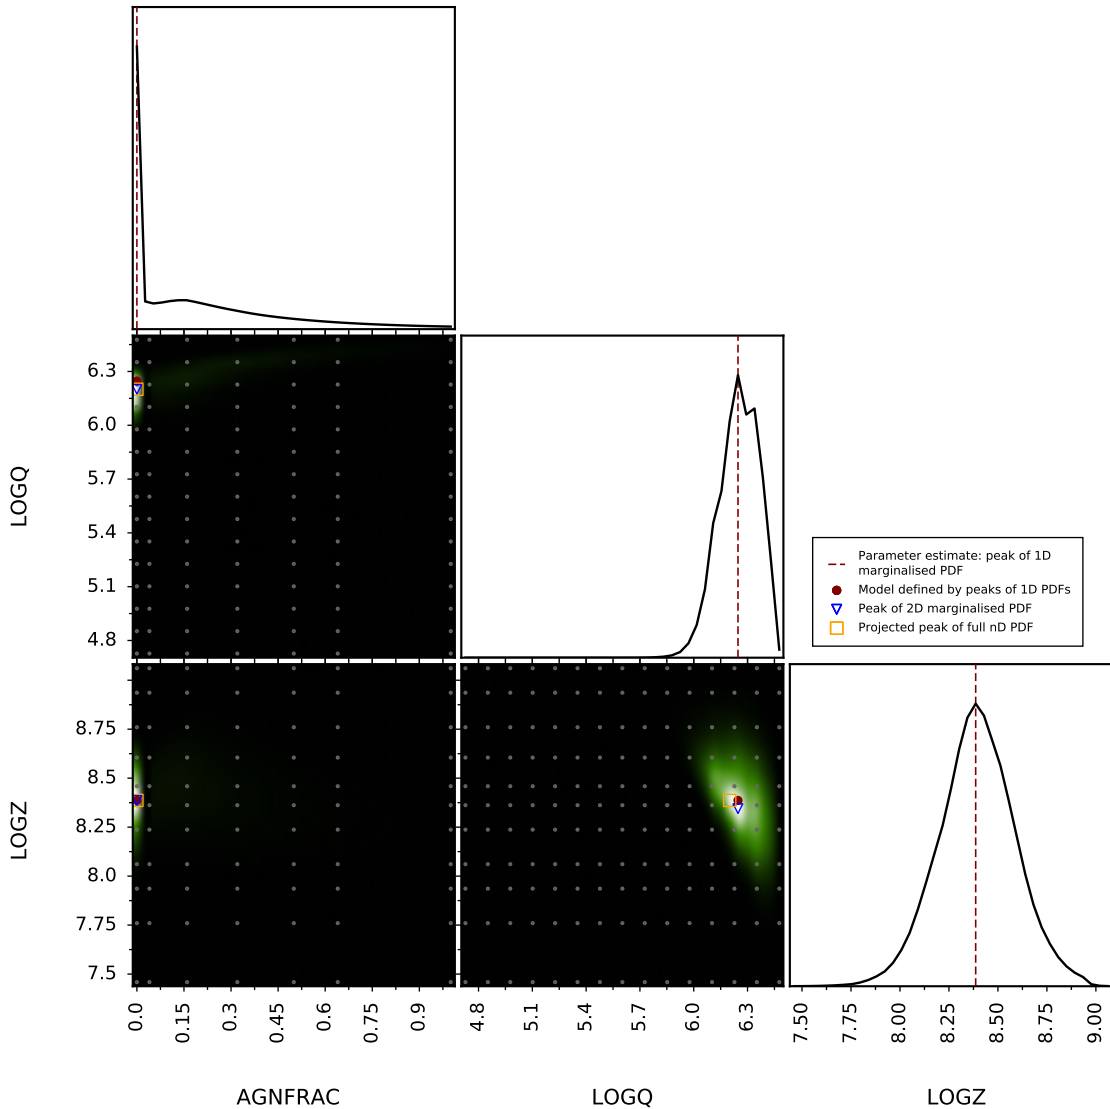 6.3
6.0
5.7
5.4
5.1
4.8
LOGQ
Parameter estimate: peak of 1D
marginalised PDF
Model defined by peaks of 1D PDFs
Peak of 2D marginalised PDF
Projected peak of full nD PDF
8.75
8.5
8.25
8.0
7.75
7.5
LOGZ
0.0 0.15 0.3 0.45 0.6 0.75 0.9
4.8 5.1 5.4 5.7 6.0 6.3
7.50 7.75 8.00 8.25 8.50 8.75 9.00
AGNFRAC LOGQ LOGZ